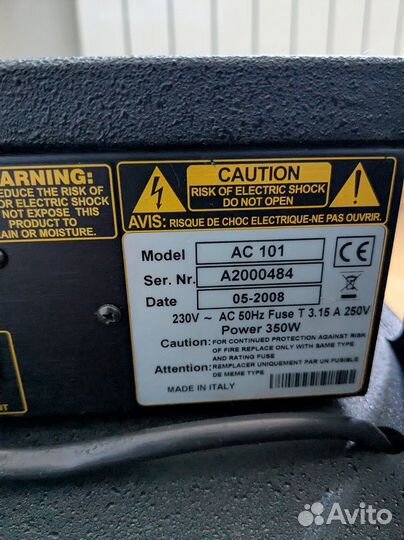 ARNING:
EDUCE THE RISK OF
OR ELECTRIC SHOCK
NOT EXPOSE THIS
PRODUCT TO
AIN OR MOISTURE.
CAUTION
RISK OF ELECTRIC SHOCK
DO NOT OPEN
AVIS: RISQUE DE CHOC ELECTRIQUE-NE PAS OUVRIR.
Model AC 101
CE
Ser. Nr. A2000484
Date 05-2008
230V ~ AC 50Hz Fuse T 3.15 A 250V
Power 350W
Caution: FOR CONTINUED PROTECTION AGAINST RISK
OF FIRE REPLACE ONLY WITH SAME TYPE
AND RATING FUSE
Attention: REMPLACER UNIQUEMENT PAR UN FUSIBLE
DE MEME TYPE
MADE IN ITALY
NT
Avito